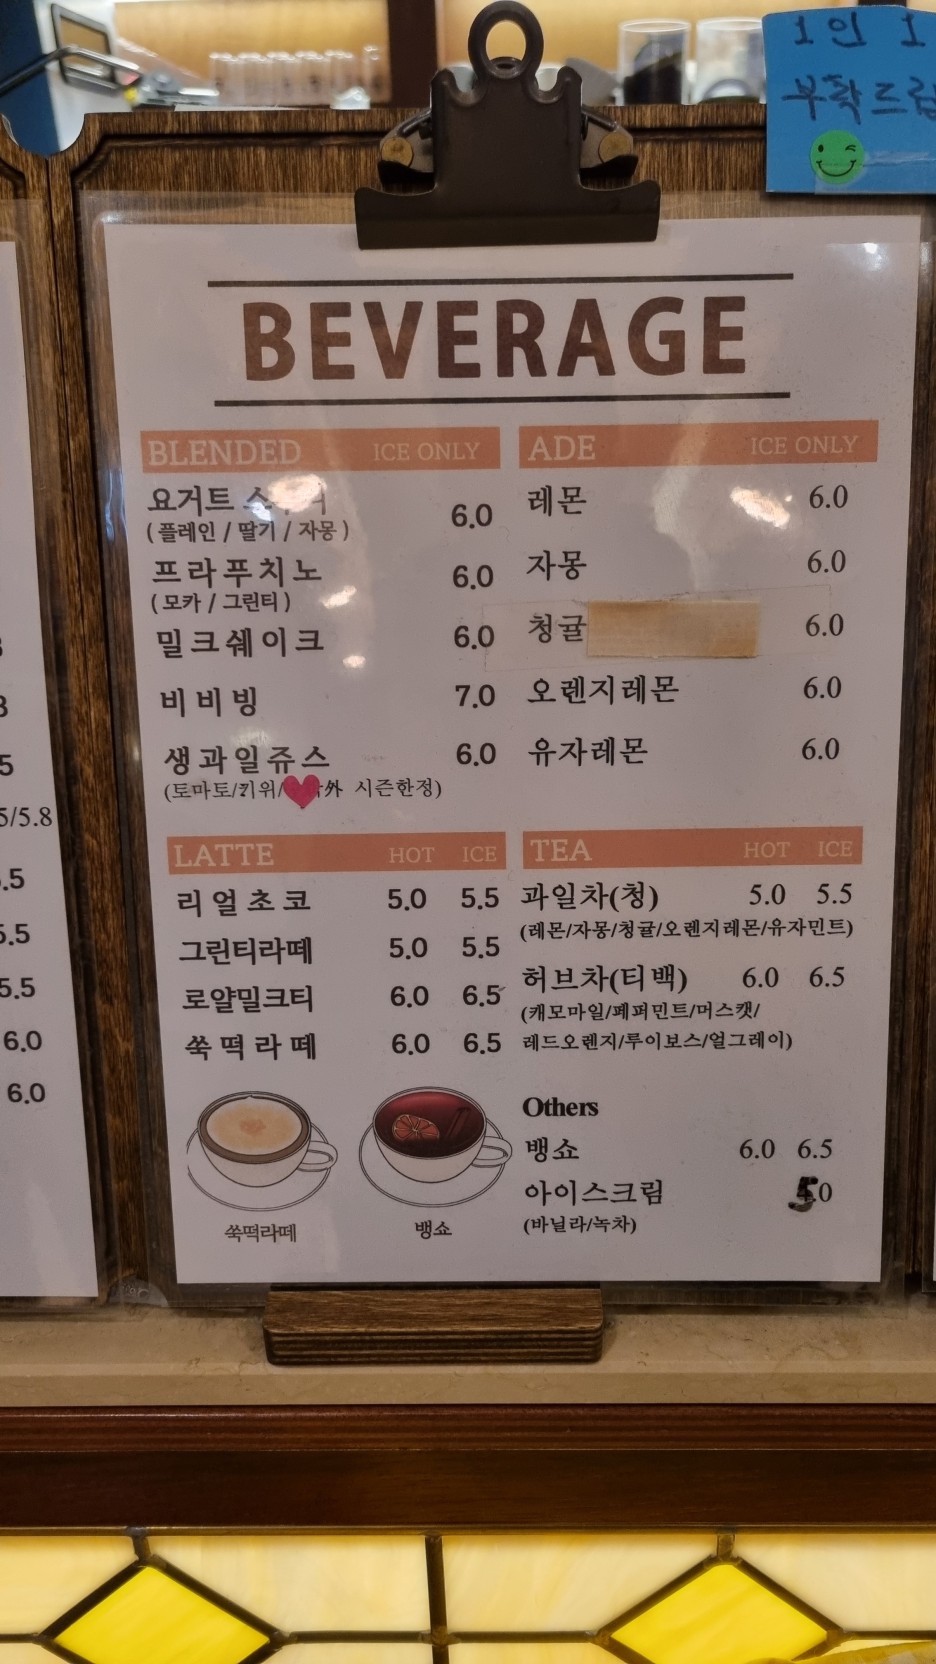 1인 1
부탁드림
BEVERAGE
BLENDED ICE ONLY
요거트
6.0
(플레인 / 딸기 / 자몽)
프라푸치노 6.0
(모카 / 그린티)
밀크쉐이크 6.0
비비빙 7.0
생과일쥬스 6.0
(토마토/키위/ 外 시즌한정)
ADE ICE ONLY
레몬 6.0
자몽 6.0
청귤 6.0
오렌지레몬 6.0
유자레몬 6.0
LATTE HOT ICE
리얼초코 5.0 5.5
그린티라떼 5.0 5.5
로얄밀크티 6.0 6.5
쑥떡라떼 6.0 6.5
쑥떡라떼
뱅쇼
TEA HOT ICE
과일차(청) 5.0 5.5
(레몬/자몽/청귤/오렌지레몬/유자민트)
허브차(티백) 6.0 6.5
(캐모마일/페퍼민트/머스캣/
레드오렌지/루이보스/얼그레이)
Others
뱅쇼 6.0 6.5
아이스크림 5.0
(바닐라/녹차)
5/5.8
6.0
6.0